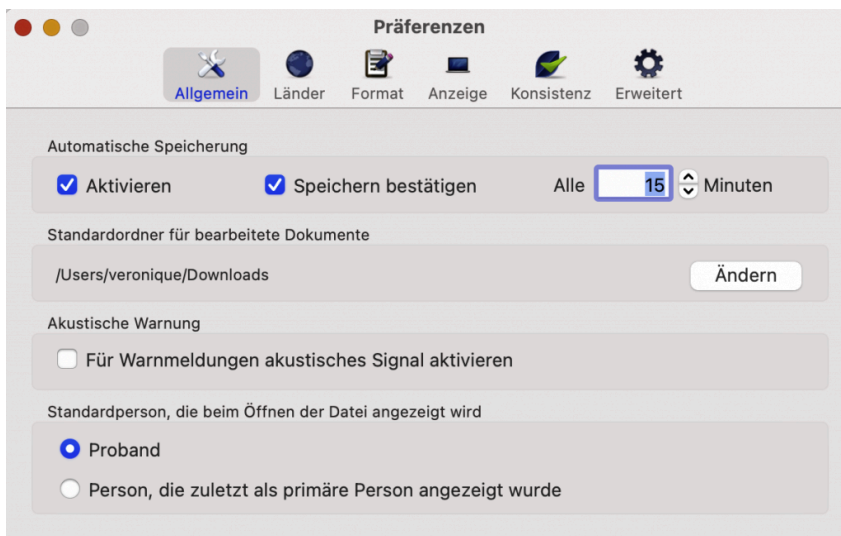 Präferenzen
Allgemein Länder Format Anzeige Konsistenz Erweitert
Automatische Speicherung
Aktivieren Speichern bestätigen Alle 15 Minuten
Standardordner für bearbeitete Dokumente
/Users/veronique/Downloads Ändern
Akustische Warnung
Für Warnmeldungen akustisches Signal aktivieren
Standardperson, die beim Öffnen der Datei angezeigt wird
Proband
Person, die zuletzt als primäre Person angezeigt wurde